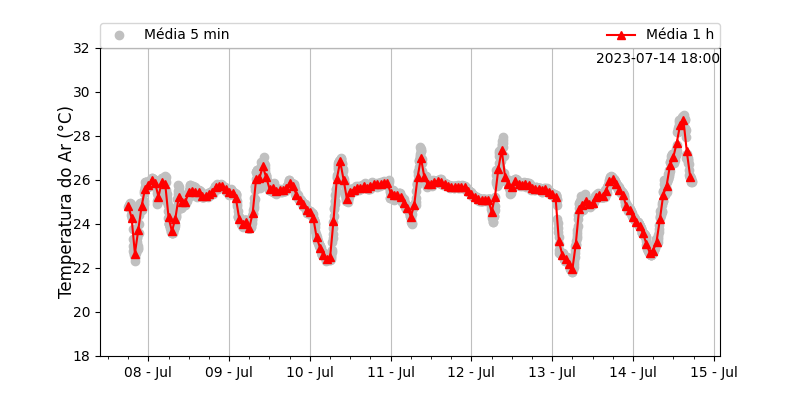 Média 5 min
Média 1 h
2023-07-14 18:00
Temperatura do Ar (°C)
32
30
28
26
24
22
20
18
08 - Jul
09 - Jul
10 - Jul
11 - Jul
12 - Jul
13 - Jul
14 - Jul
15 - Jul